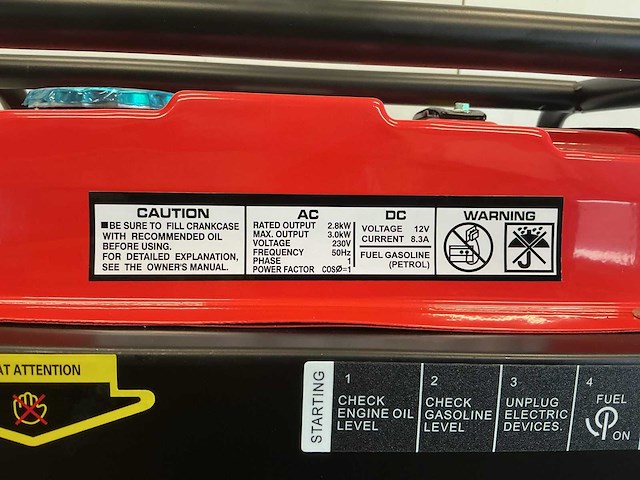 CAUTION
■BE SURE TO FILL CRANKCASE
WITH RECOMMENDED OIL
BEFORE USING.
FOR DETAILED EXPLANATION,
SEE THE OWNER'S MANUAL.
AC
RATED OUTPUT 2.8kW
MAX. OUTPUT 3.0kW
VOLTAGE 230V
FREQUENCY 50Hz
PHASE 1
POWER FACTOR COSØ=1
DC
VOLTAGE 12V
CURRENT 8.3A
FUEL GASOLINE
(PETROL)
WARNING
AT ATTENTION
STARTING
1
CHECK
ENGINE OIL
LEVEL
2
CHECK
GASOLINE
LEVEL
3
UNPLUG
ELECTRIC
DEVICES.
4
FUEL
ON